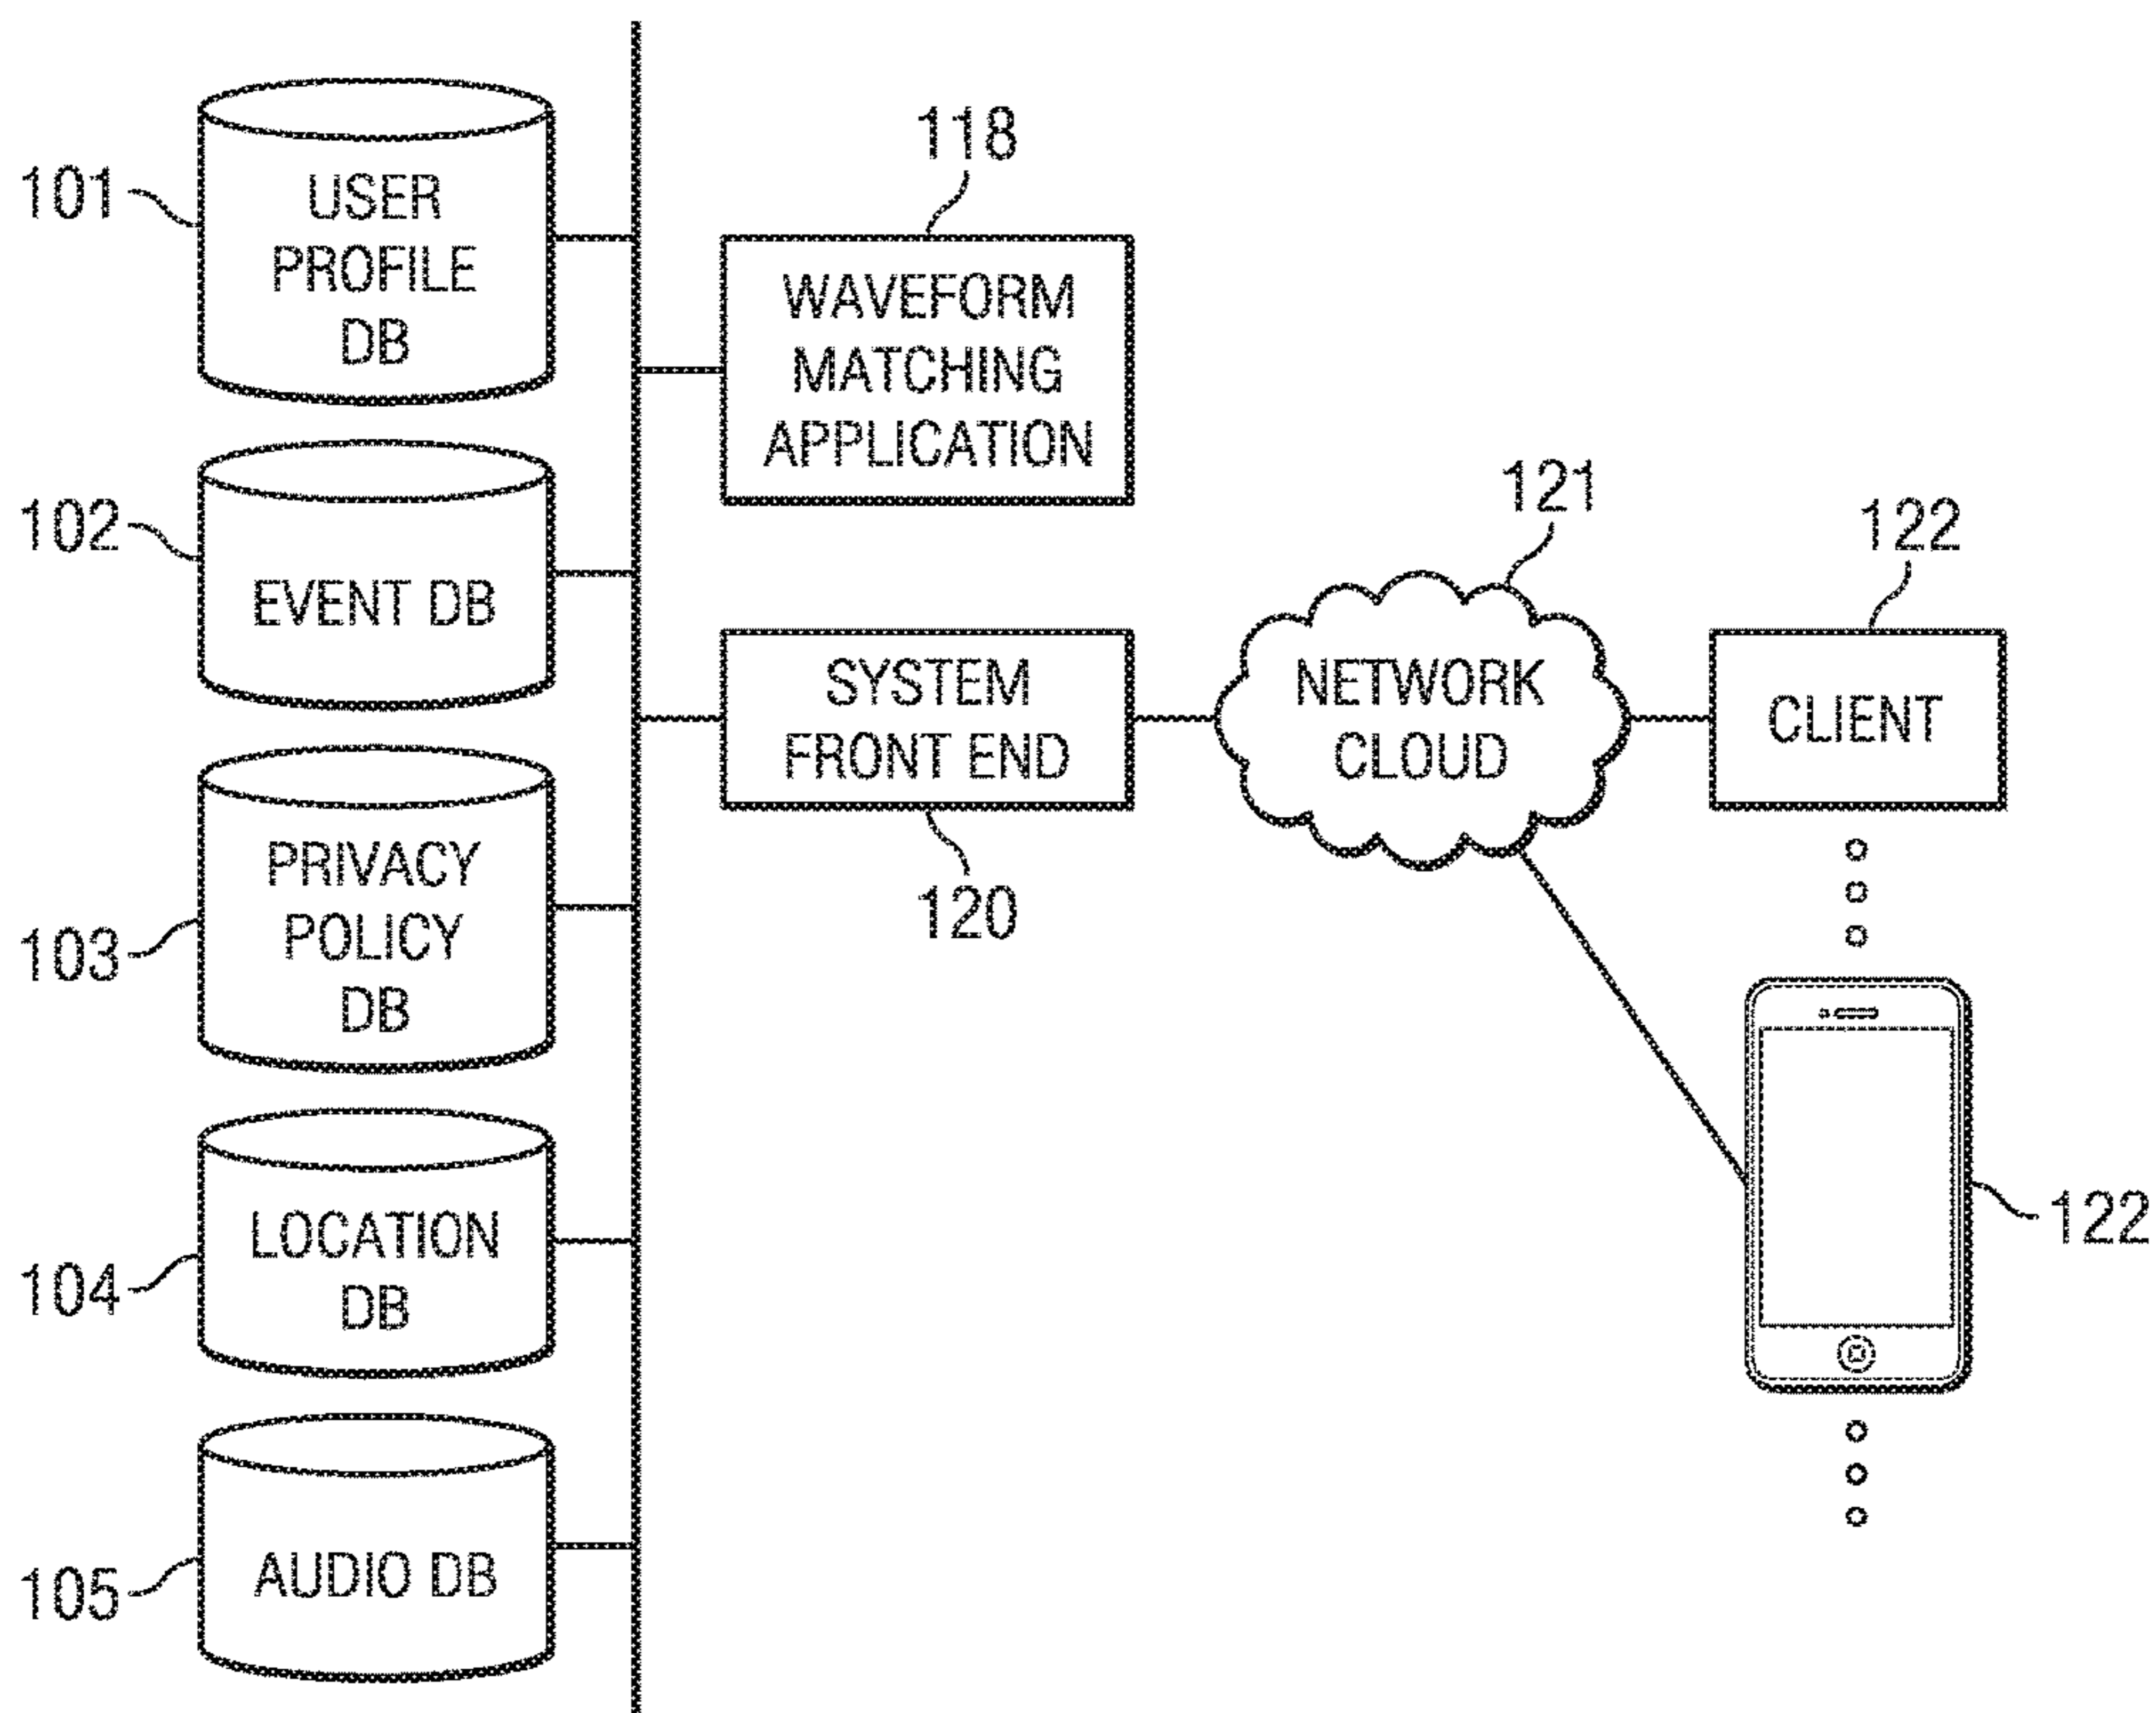 101
USER
PROFILE
DB
102
EVENT DB
103
PRIVACY
POLICY
DB
104
LOCATION
DB
105
AUDIO DB
118
WAVEFORM
MATCHING
APPLICATION
SYSTEM
FRONT END
120
121
NETWORK
CLOUD
122
CLIENT
122